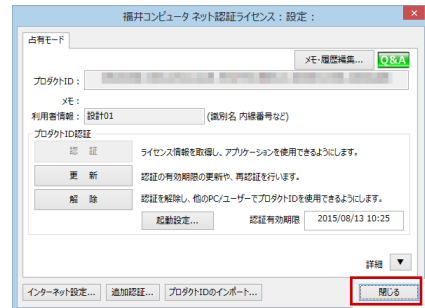 福井コンピュータ ネット認証ライセンス：設定：
占有モード
メモ・履歴編集... Q&A
プロダクトID：
メモ：
利用者情報： 設計01 (識別名 内線番号など)
プロダクトID認証
認 証 ライセンス情報を取得し、アプリケーションを使用できるようにします。
更 新 認証の有効期限の更新や、再認証を行います。
解 除 認証を解除し、他のPC/ユーザーでプロダクトIDを使用できるようにします。
起動設定... 認証有効期限 2015/08/13 10:25
詳細 ▼
インターネット設定... 追加認証... プロダクトIDのインポート... 閉じる